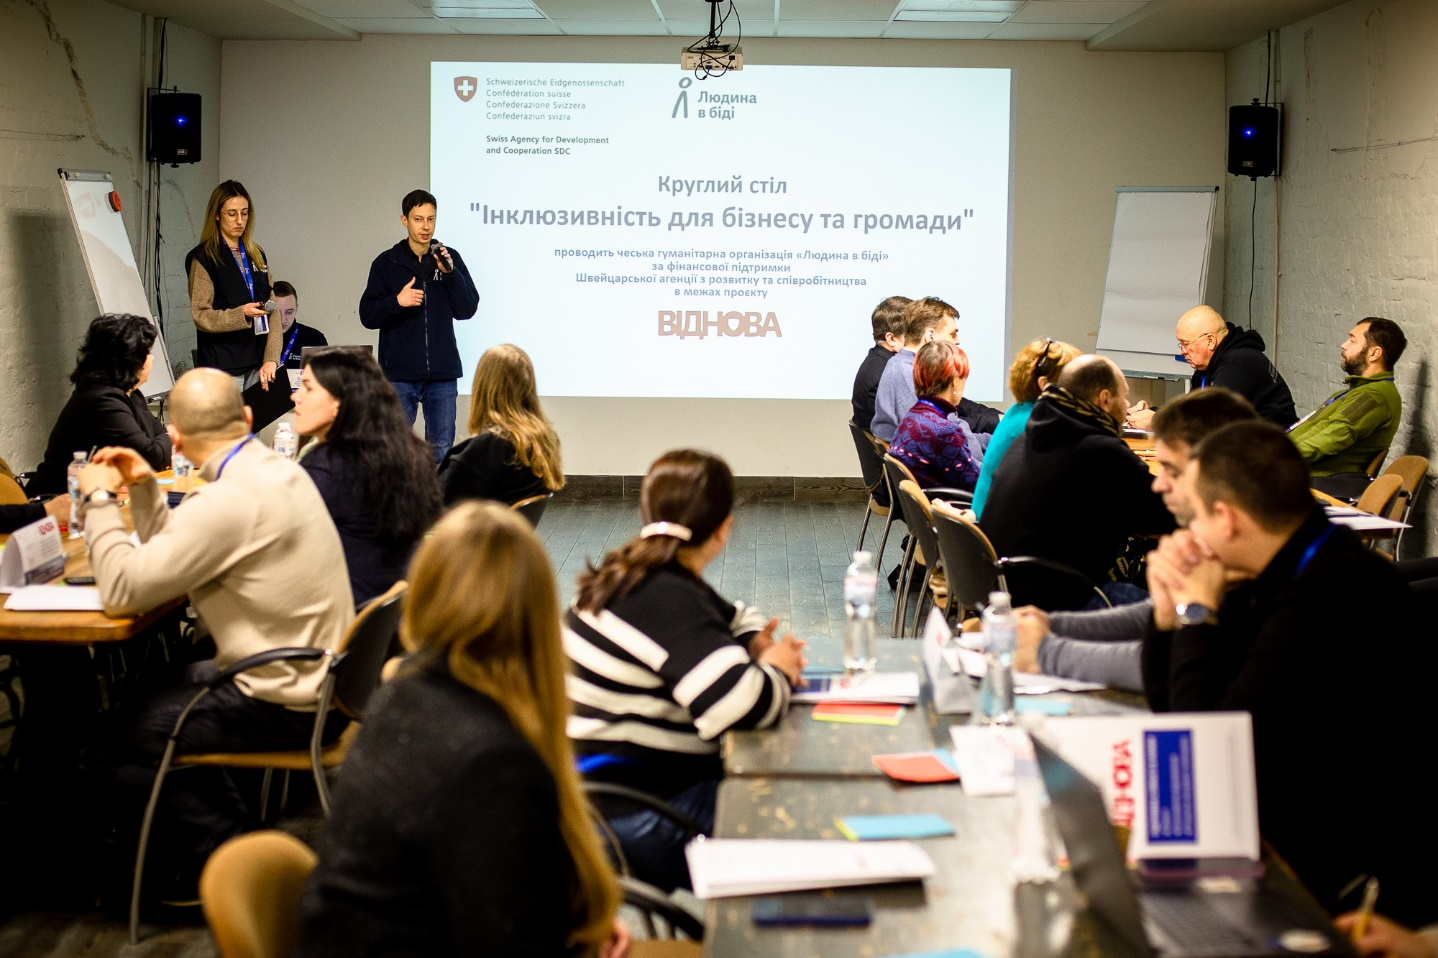 Schweizerische Eidgenossenschaft
Confédération suisse
Confederazione Svizzera
Confederaziun svizra
Swiss Agency for Development
and Cooperation SDC
Людина
в біді
Круглий стіл
"Інклюзивність для бізнесу та громади"
проводить чеська гуманітарна організація «Людина в біді»
за фінансової підтримки
Швейцарської агенції з розвитку та співробітництва
в межах проєкту
ВІДНОВА
ВІДНОВА